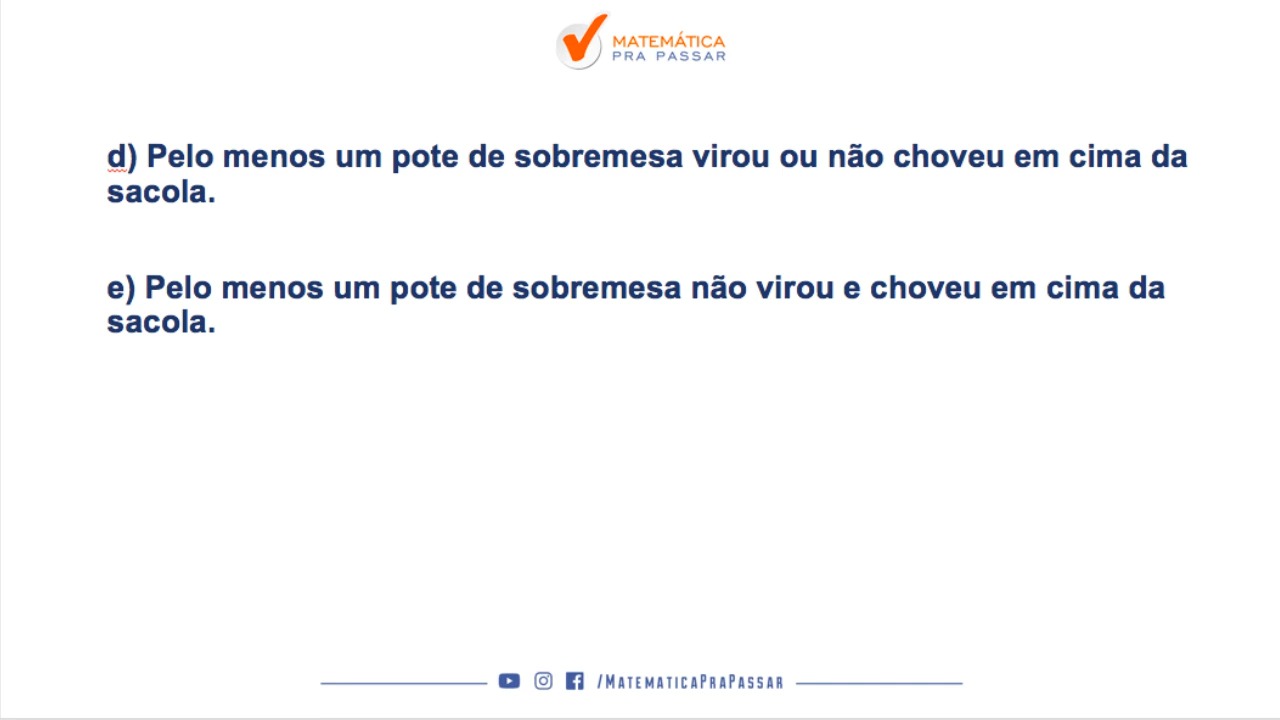 MATEMÁTICA
PRA PASSAR
d) Pelo menos um pote de sobremesa virou ou não choveu em cima da
sacola.
e) Pelo menos um pote de sobremesa não virou e choveu em cima da
sacola.
/MATEMATICAPRAPASSAR